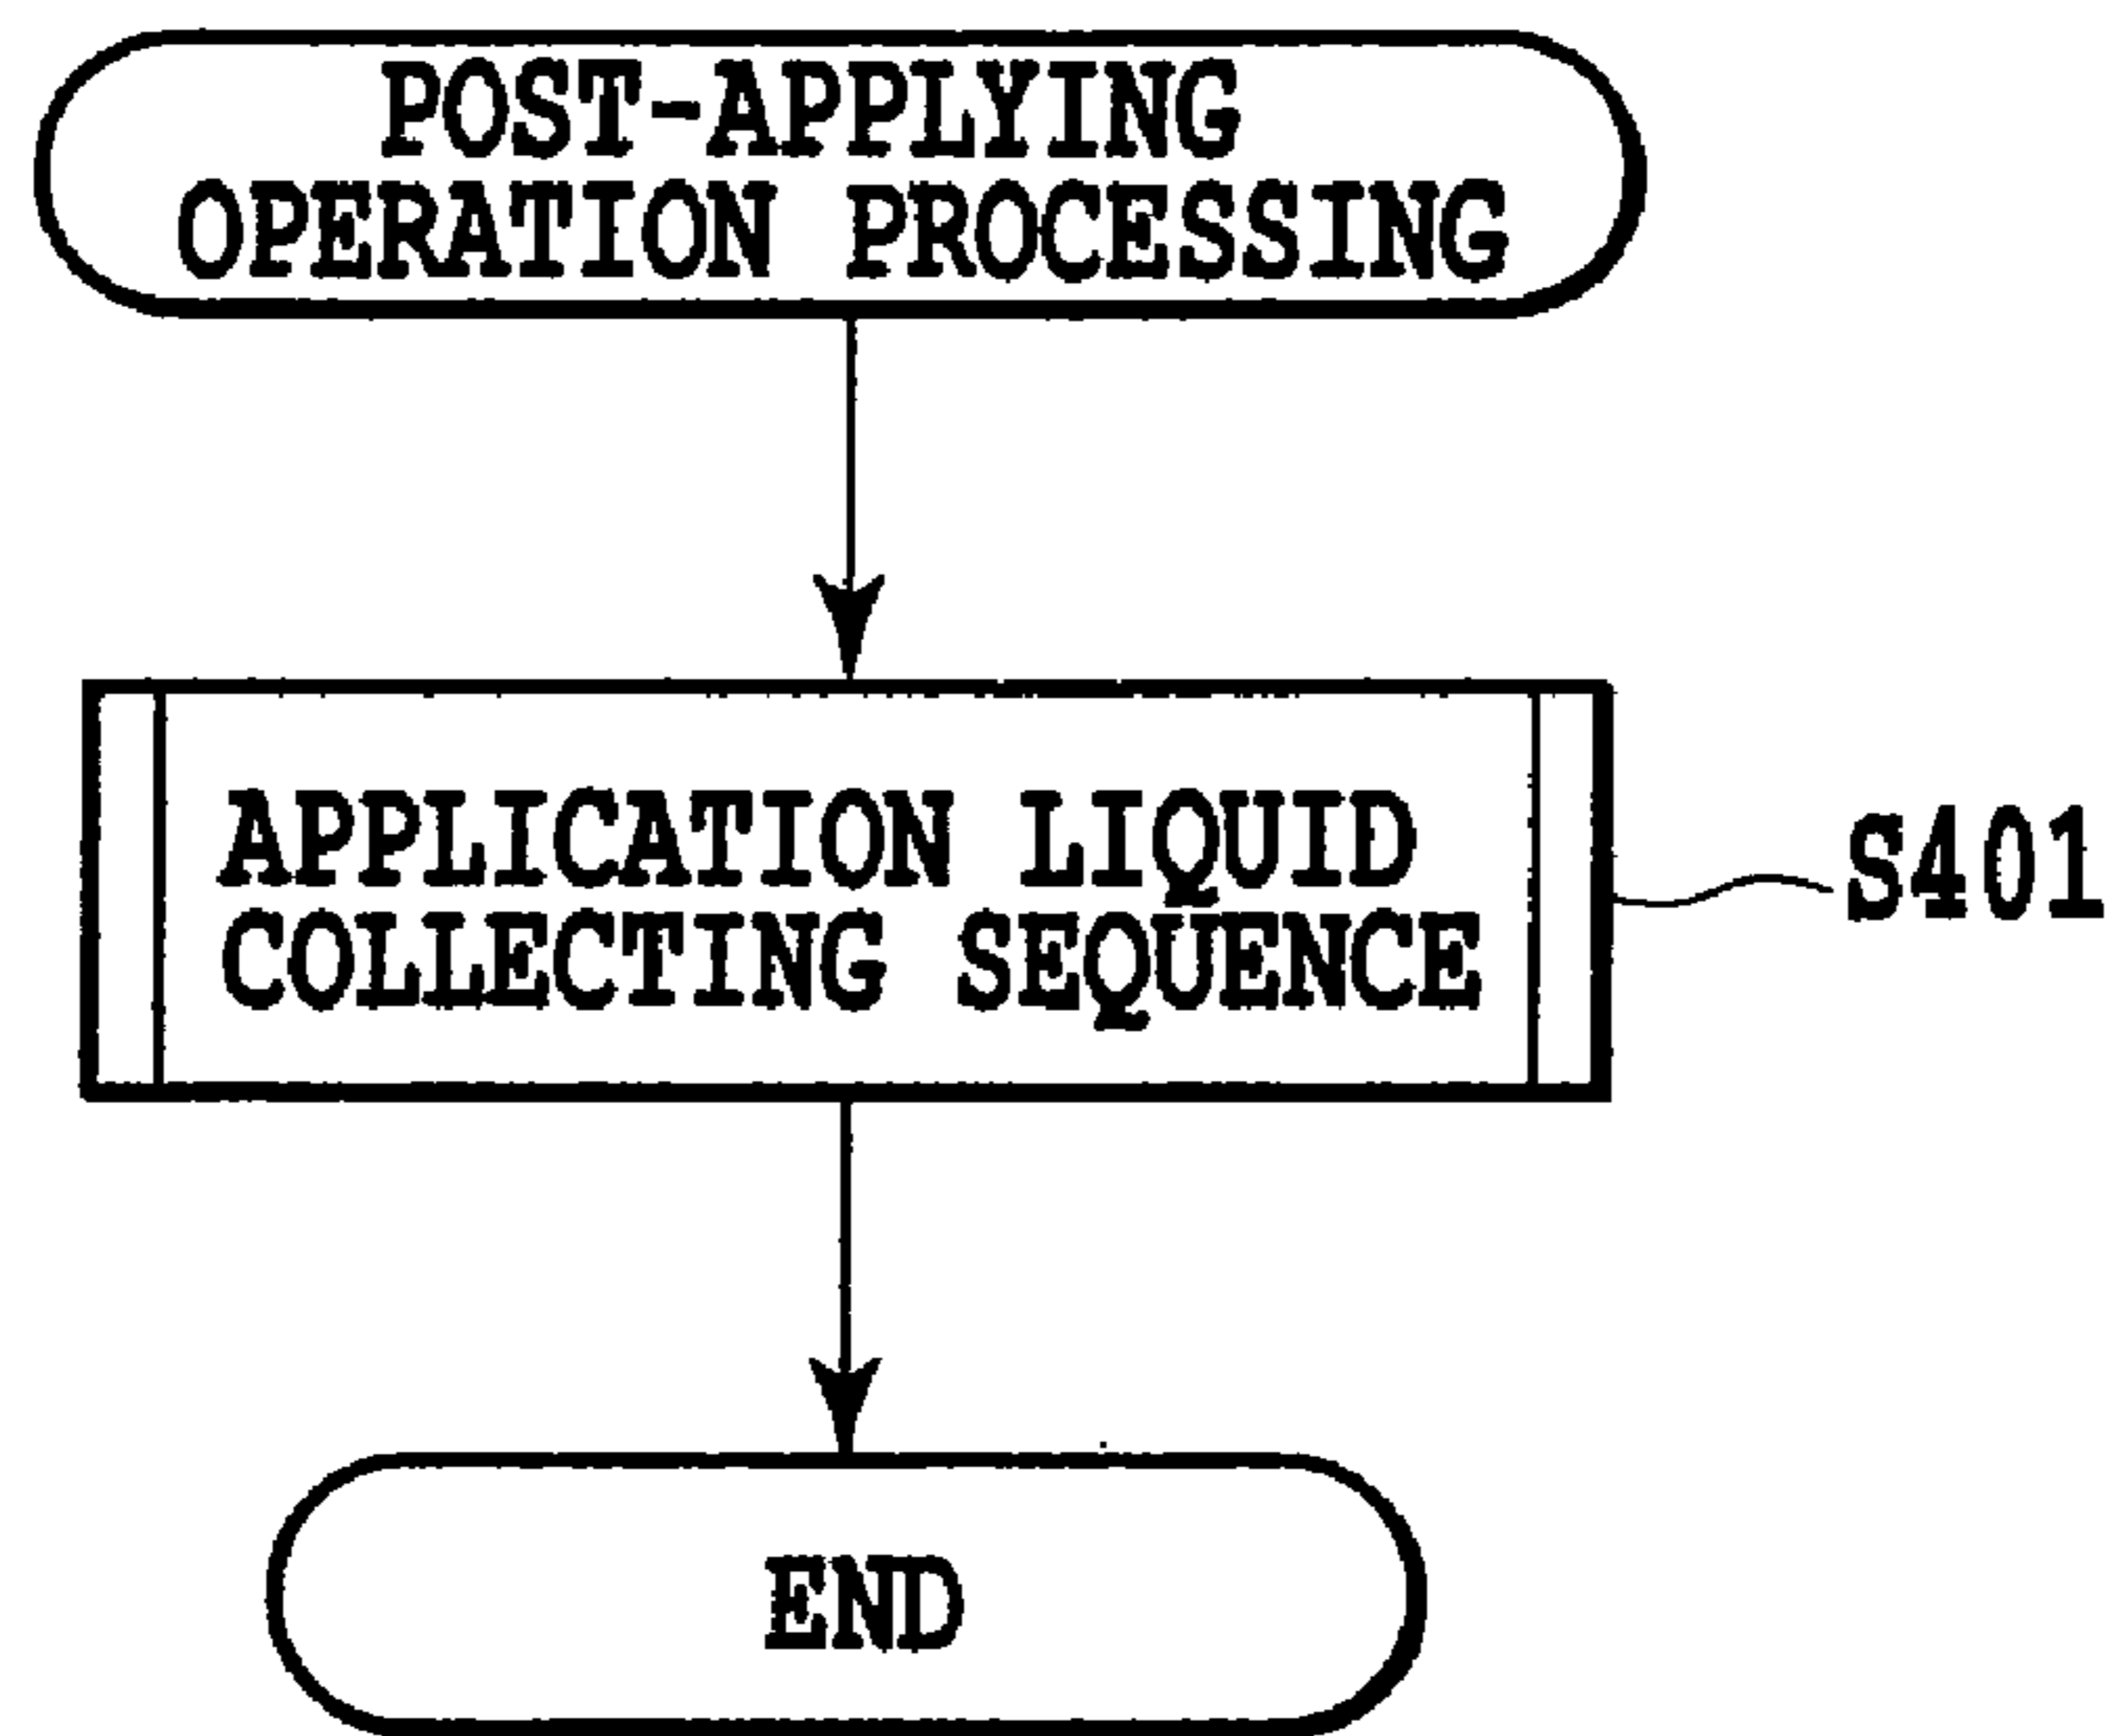 POST-APPLYING
OPERATION PROCESSING
APPLICATION LIQUID
COLLECTING SEQUENCE
S401
END